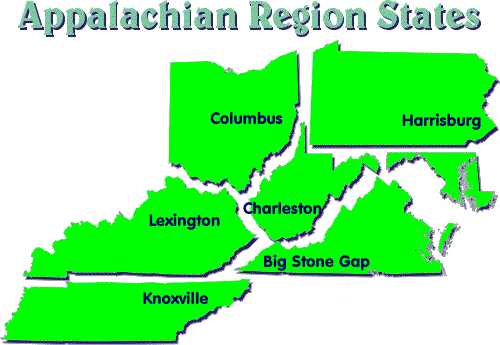 Appalachian Region States
Columbus
Harrisburg
Lexington
Charleston
Big Stone Gap
Knoxville